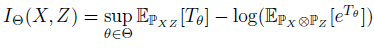 I_Θ(X, Z) = sup_{θ∈Θ} 𝔼_{ℙ_{XZ}}[T_θ] − log(𝔼_{ℙ_X⊗ℙ_Z}[e^{T_θ}])